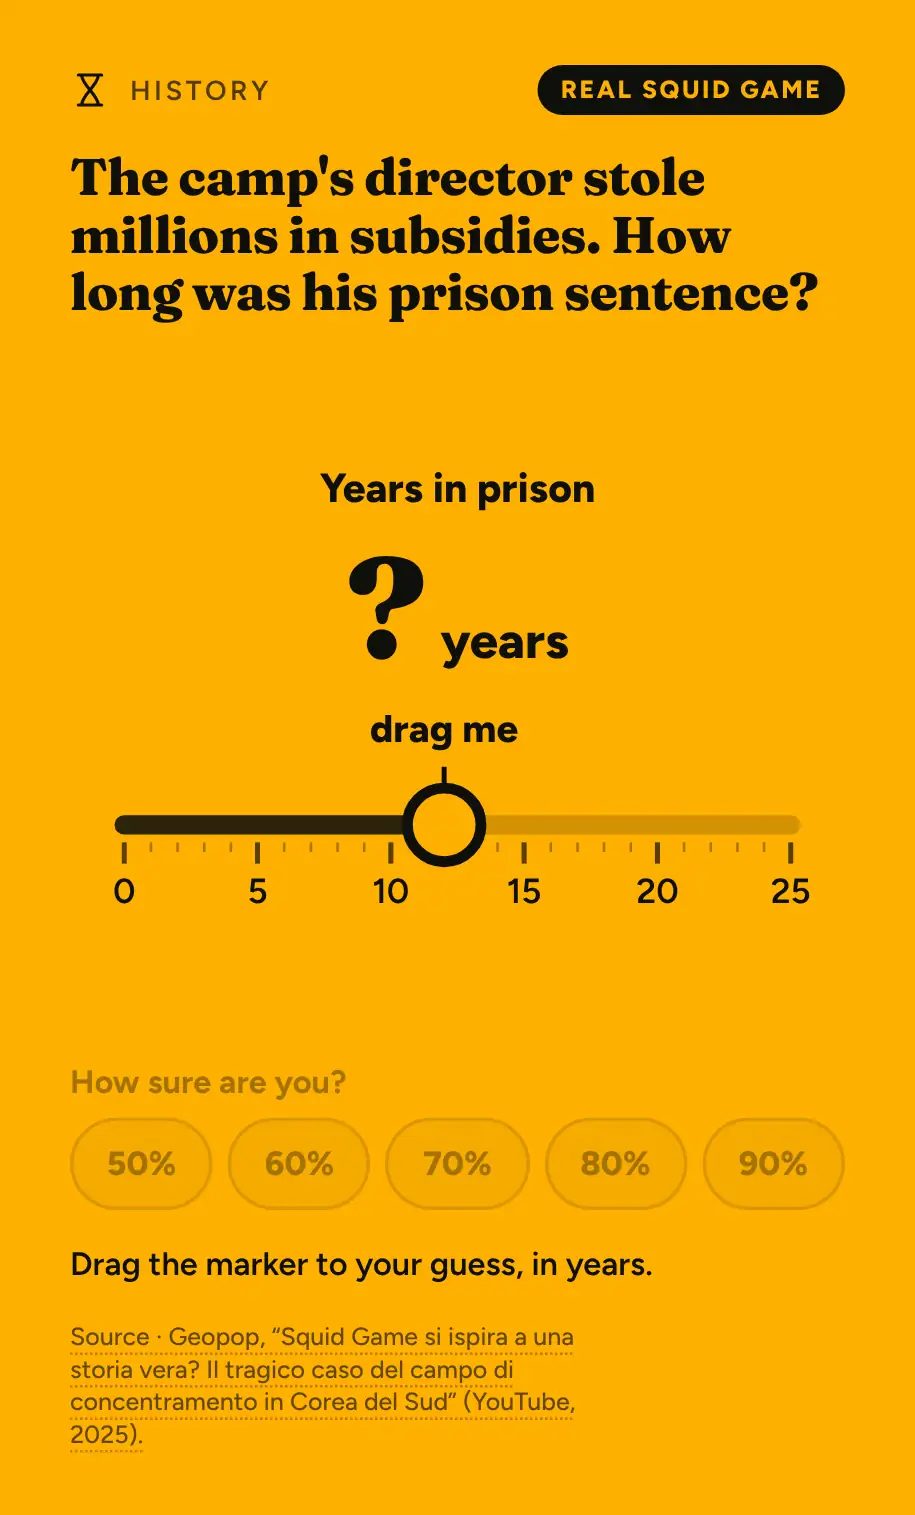 HISTORY
REAL SQUID GAME
The camp's director stole
millions in subsidies. How
long was his prison sentence?
Years in prison
? years
drag me
0 5 10 15 20 25
How sure are you?
50% 60% 70% 80% 90%
Drag the marker to your guess, in years.
Source · Geopop, “Squid Game si ispira a una
storia vera? Il tragico caso del campo di
concentramento in Corea del Sud” (YouTube,
2025).